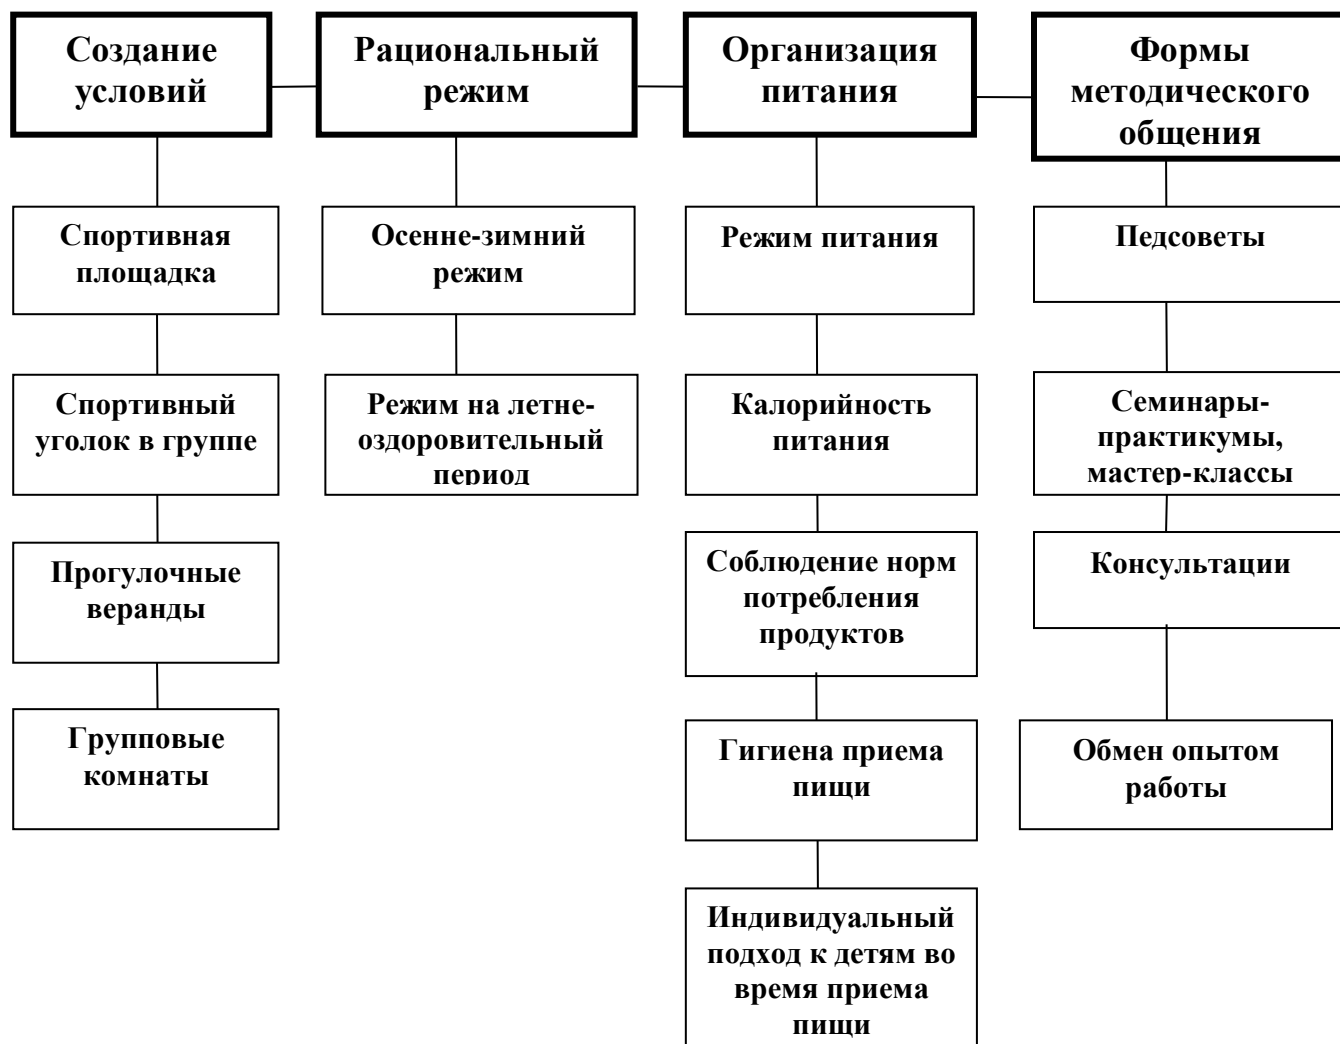 Создание
условий
Рациональный
режим
Организация
питания
Формы
методического
общения
Спортивная
площадка
Осенне-зимний
режим
Режим питания
Педсоветы
Спортивный
уголок в группе
Режим на летне-
оздоровительный
период
Калорийность
питания
Семинары-
практикумы,
мастер-классы
Прогулочные
веранды
Соблюдение норм
потребления
продуктов
Консультации
Групповые
комнаты
Гигиена приема
пищи
Обмен опытом
работы
Индивидуальный
подход к детям во
время приема
пищи